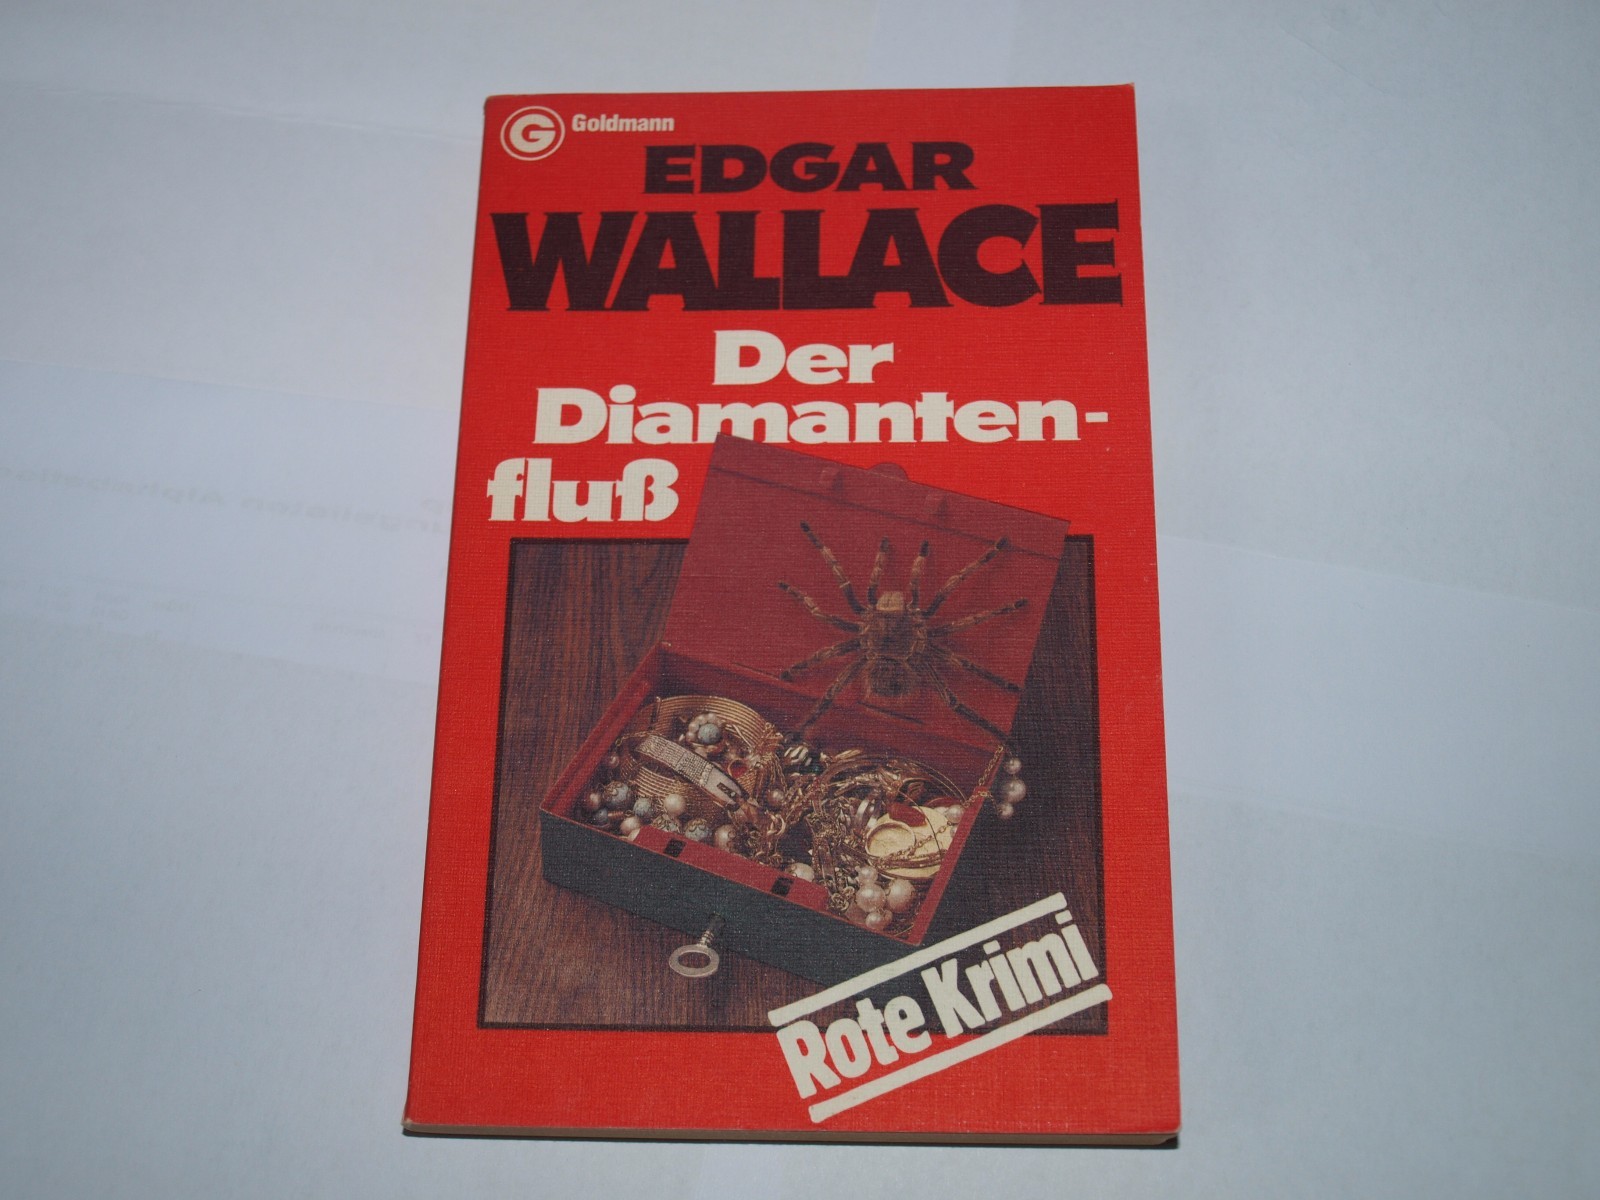 G Goldmann
EDGAR
WALLACE
Der
Diamanten-
fluß
Rote Krimi